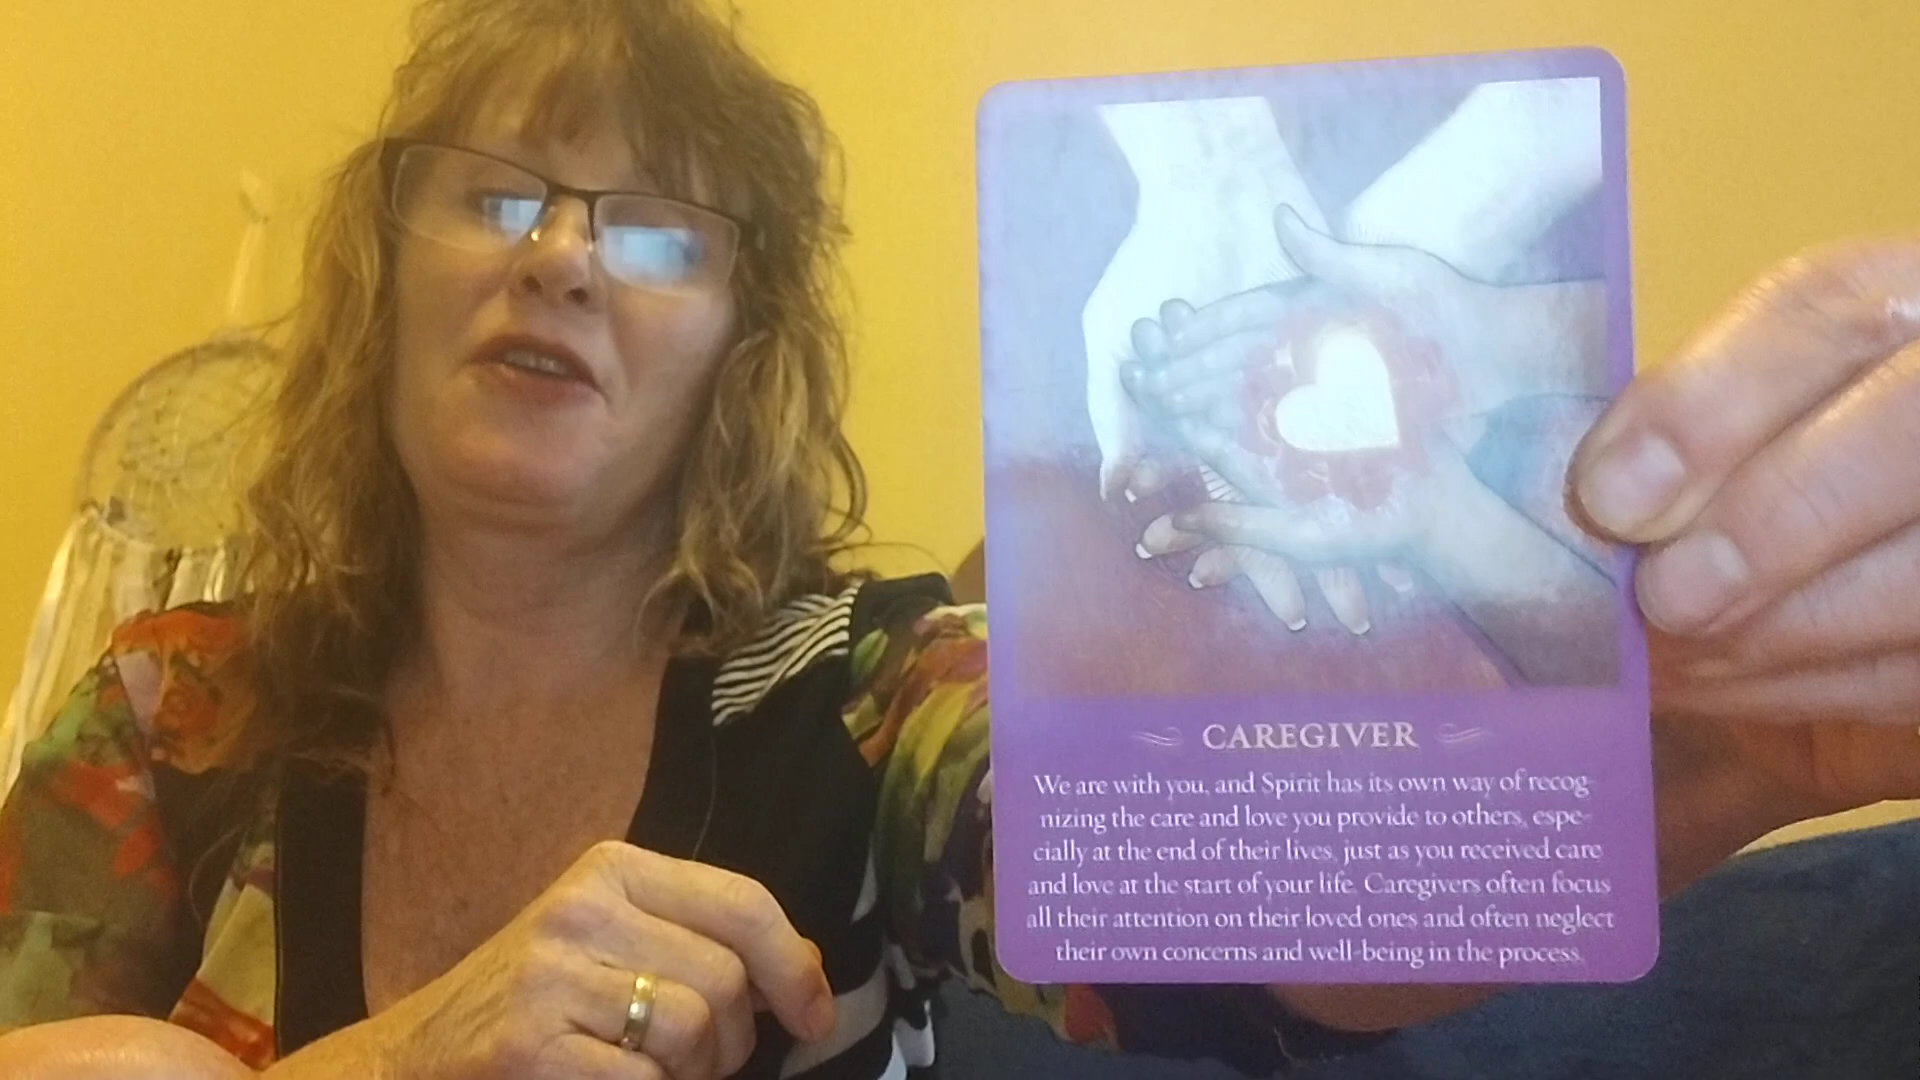 CAREGIVER
We are with you, and Spirit has its own way of recog-
nizing the care and love you provide to others, espe-
cially at the end of their lives, just as you received care
and love at the start of your life. Caregivers often focus
all their attention on their loved ones and often neglect
their own concerns and well-being in the process.